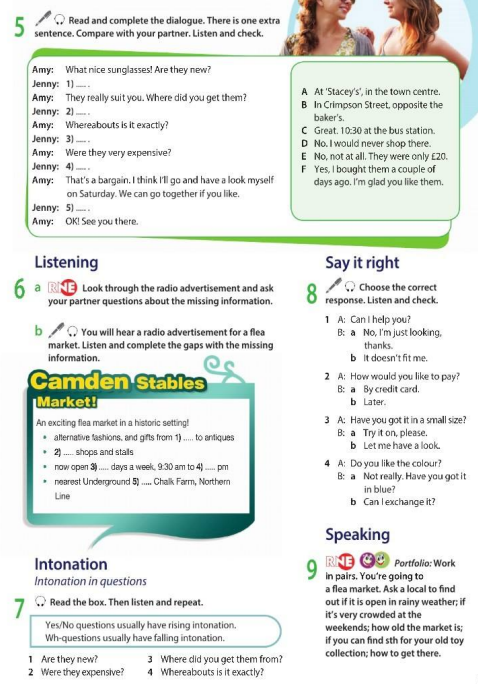 5 Read and complete the dialogue. There is one extra
sentence. Compare with your partner. Listen and check.
Amy: What nice sunglasses! Are they new?
Jenny: 1) ..... .
Amy: They really suit you. Where did you get them?
Jenny: 2) ..... .
Amy: Whereabouts is it exactly?
Jenny: 3) ..... .
Amy: Were they very expensive?
Jenny: 4) ..... .
Amy: That's a bargain. I think I'll go and have a look myself
on Saturday. We can go together if you like.
Jenny: 5) ..... .
Amy: OK! See you there.
A At 'Stacey's', in the town centre.
B In Crimpson Street, opposite the
baker's.
C Great. 10:30 at the bus station.
D No. I would never shop there.
E No, not at all. They were only £20.
F Yes, I bought them a couple of
days ago. I'm glad you like them.
Listening
6 a RNE Look through the radio advertisement and ask
your partner questions about the missing information.
b You will hear a radio advertisement for a flea
market. Listen and complete the gaps with the missing
information.
Camden Stables
Market!
An exciting flea market in a historic setting!
• alternative fashions, and gifts from 1) ..... to antiques
• 2) ..... shops and stalls
• now open 3) ..... days a week, 9:30 am to 4) ..... pm
• nearest Underground 5) ..... Chalk Farm, Northern
Line
Intonation
Intonation in questions
7 Read the box. Then listen and repeat.
Yes/No questions usually have rising intonation.
Wh-questions usually have falling intonation.
1 Are they new?
2 Were they expensive?
3 Where did you get them from?
4 Whereabouts is it exactly?
Say it right
8 Choose the correct
response. Listen and check.
1 A: Can I help you?
B: a No, I'm just looking,
thanks.
b It doesn't fit me.
2 A: How would you like to pay?
B: a By credit card.
b Later.
3 A: Have you got it in a small size?
B: a Try it on, please.
b Let me have a look.
4 A: Do you like the colour?
B: a Not really. Have you got it
in blue?
b Can I exchange it?
Speaking
9 RNE Portfolio: Work
in pairs. You're going to
a flea market. Ask a local to find
out if it is open in rainy weather; if
it's very crowded at the
weekends; how old the market is;
if you can find sth for your old toy
collection; how to get there.